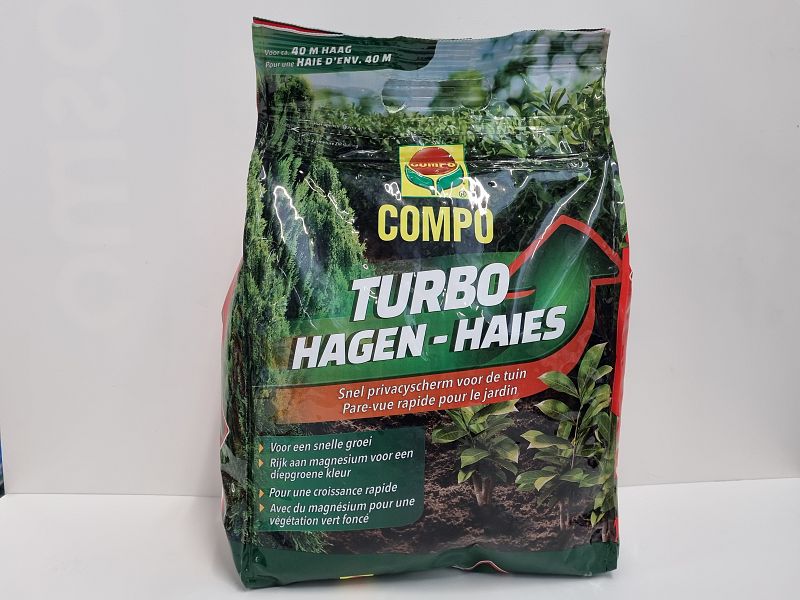 Voor ca. 40 M HAAG
Pour une HAIE D'ENV. 40 M
COMPO
®
COMPO
TURBO
HAGEN - HAIES
Snel privacyscherm voor de tuin
Pare-vue rapide pour le jardin
Voor een snelle groei
Rijk aan magnesium voor een
diepgroene kleur
Pour une croissance rapide
Avec du magnésium pour une
végétation vert foncé